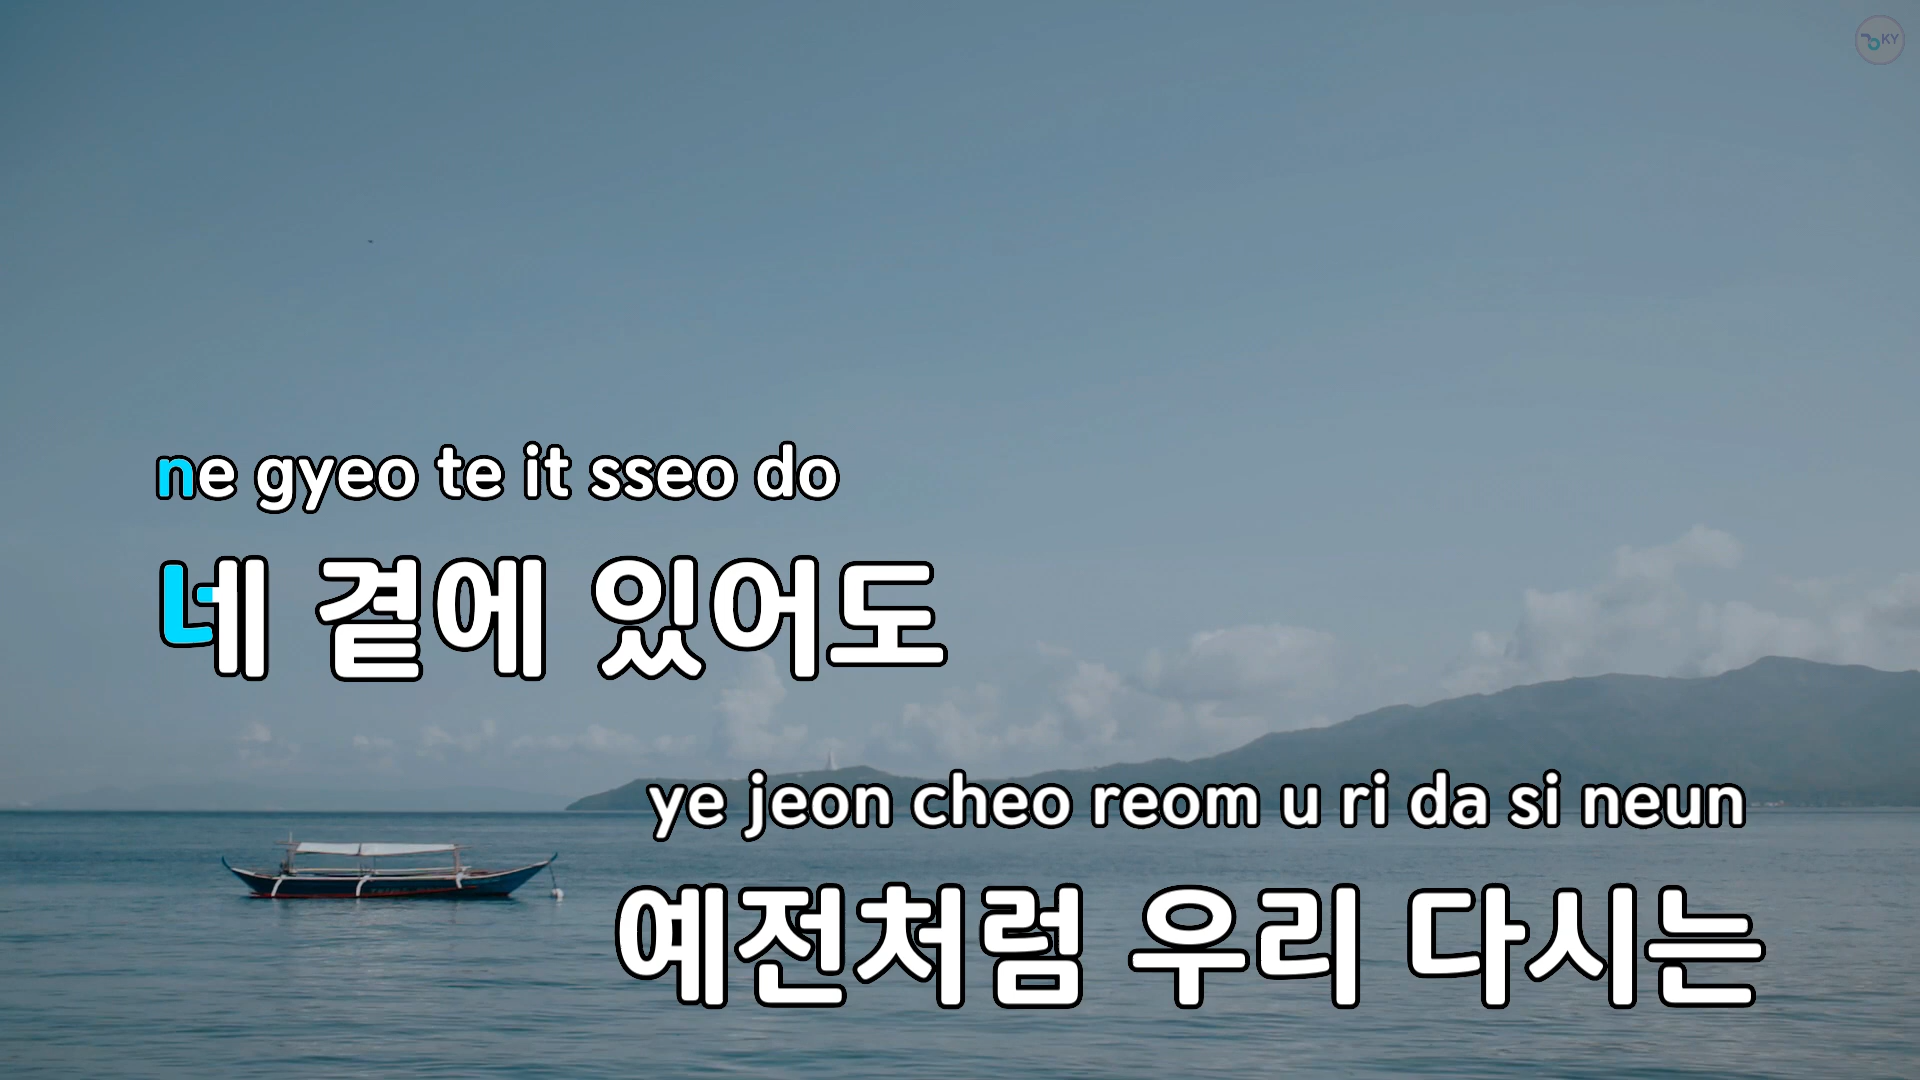 KY
ne gyeo te it sseo do
네 곁에 있어도
ye jeon cheo reom u ri da si neun
예전처럼 우리 다시는